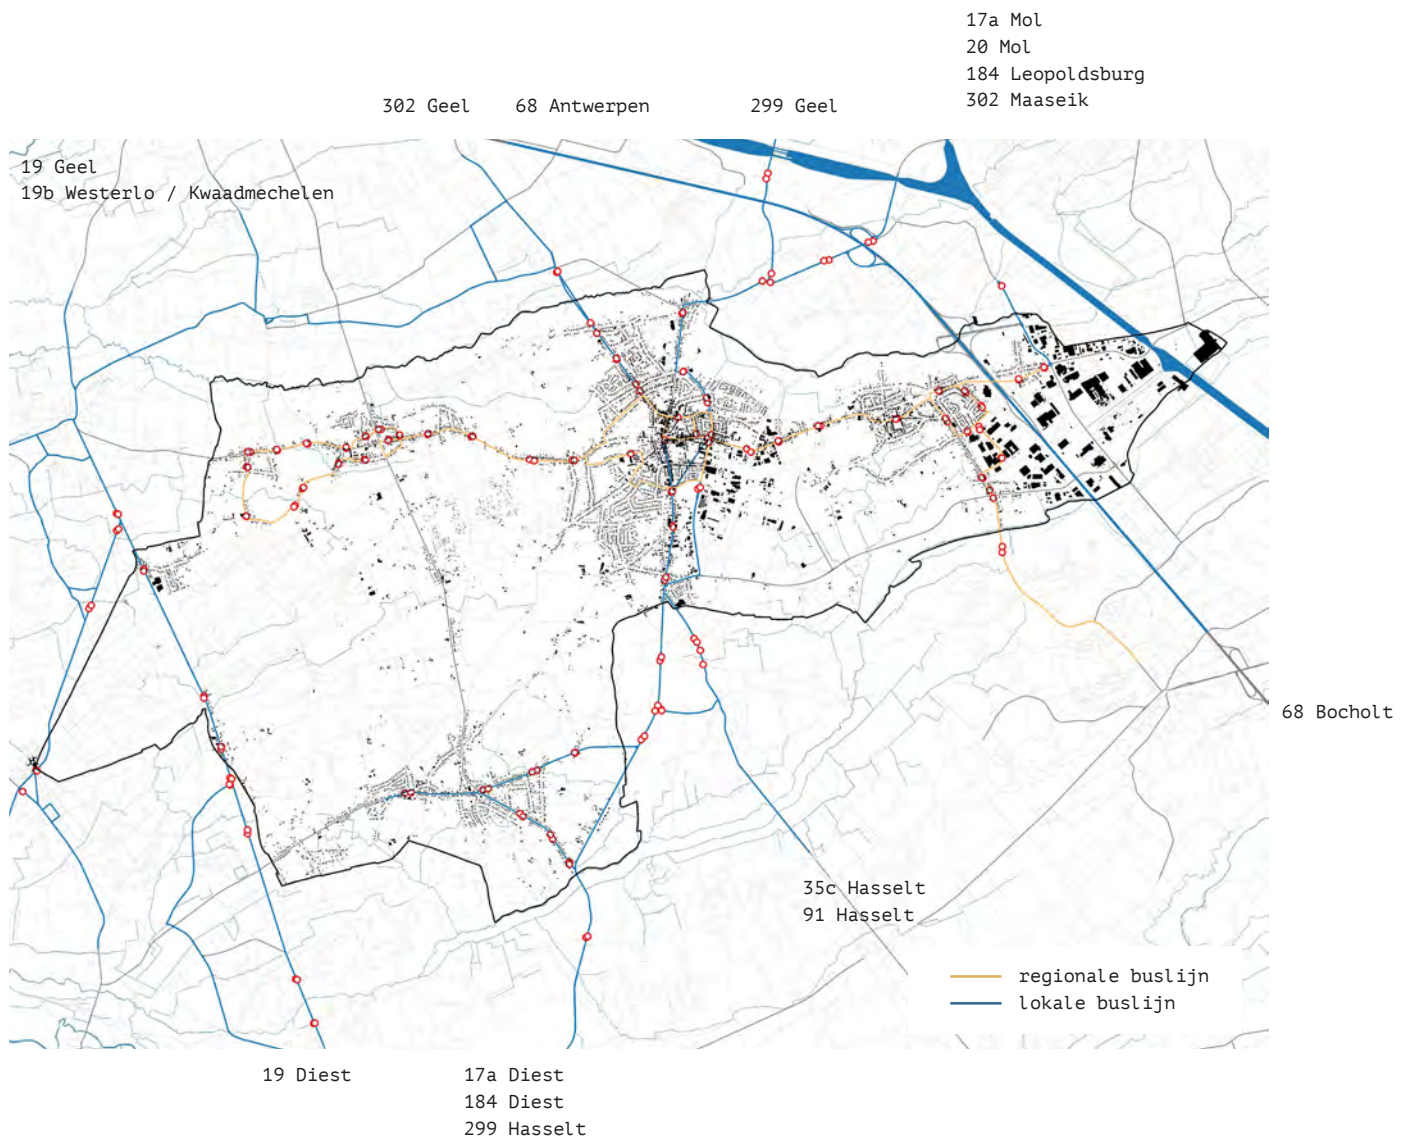 17a Mol
20 Mol
184 Leopoldsburg
302 Maaseik
302 Geel
68 Antwerpen
299 Geel
19 Geel
19b Westerlo / Kwaadmechelen
68 Bocholt
35c Hasselt
91 Hasselt
regionale buslijn
lokale buslijn
19 Diest
17a Diest
184 Diest
299 Hasselt